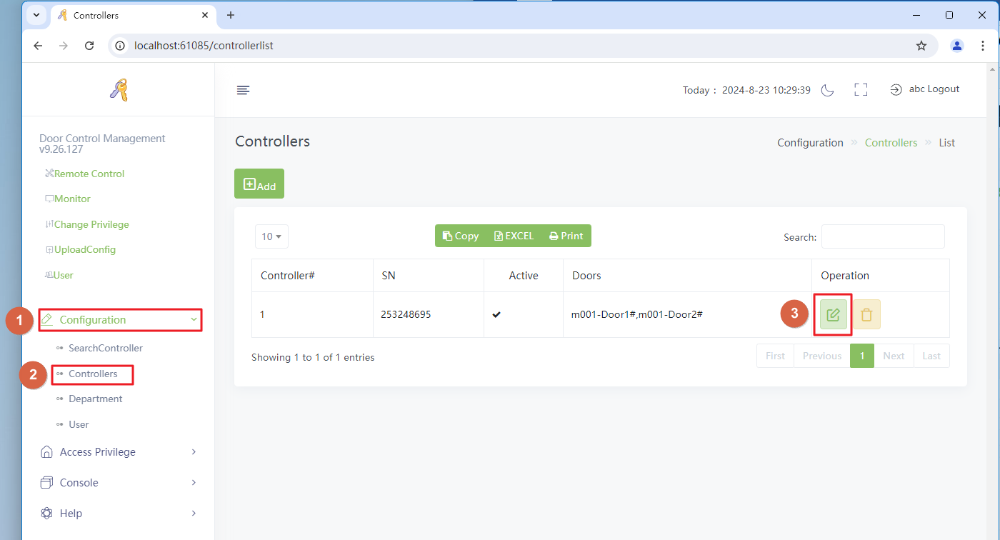 Controllers
localhost:61085/controllerlist
Today : 2024-8-23 10:29:39
abc Logout
Door Control Management
v9.26.127
Remote Control
Monitor
Change Privilege
UploadConfig
User
1
Configuration
SearchController
2
Controllers
Department
User
Access Privilege
Console
Help
Controllers
Configuration » Controllers » List
Add
10
Copy EXCEL Print
Search:
Controller# SN Active Doors Operation
1 253248695 m001-Door1#,m001-Door2#
3
Showing 1 to 1 of 1 entries
First Previous 1 Next Last